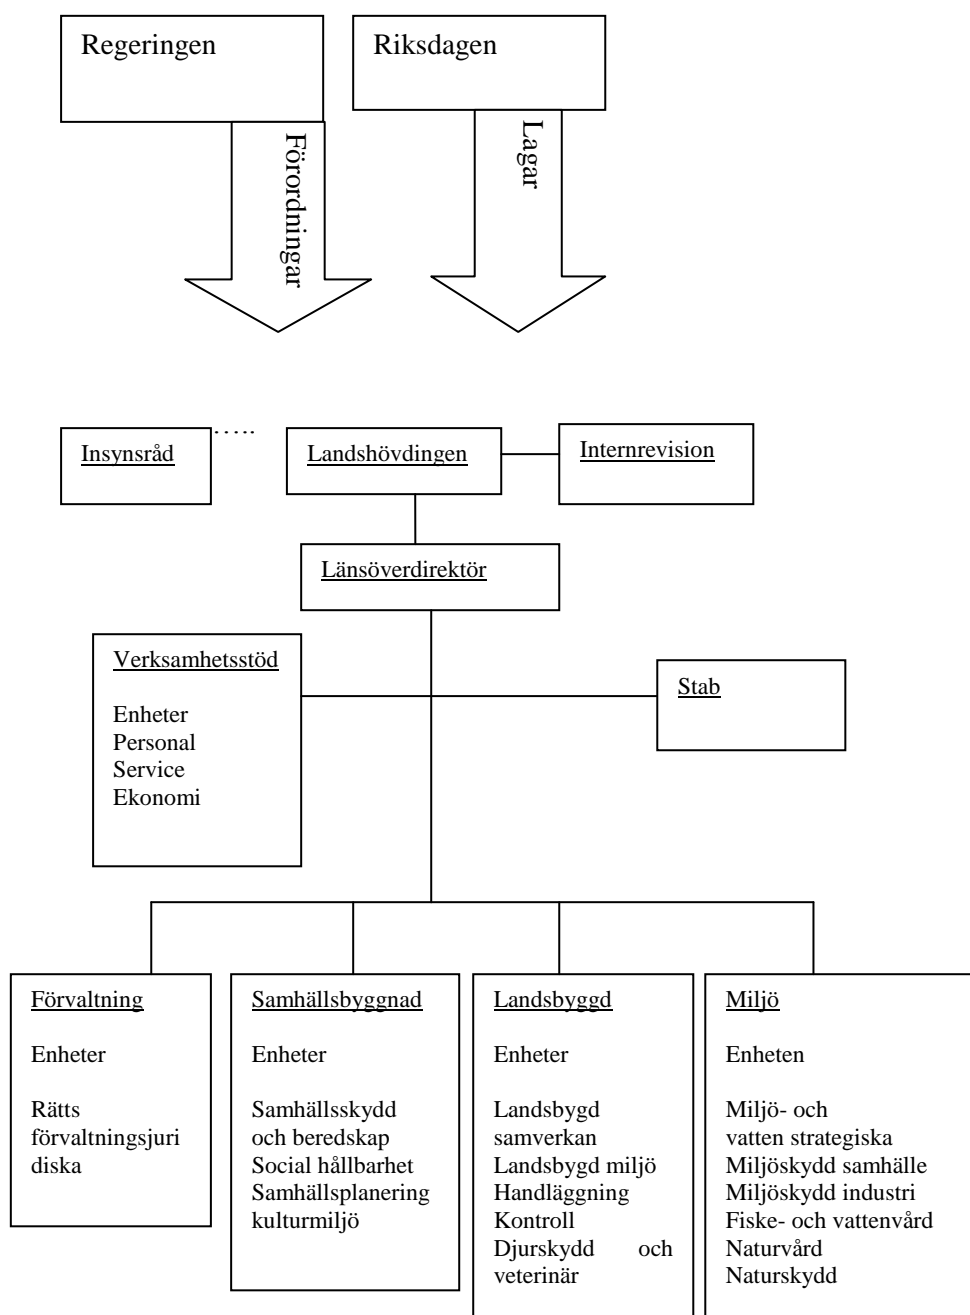 Regeringen
Riksdagen
Förordningar
Lagar
Insynsråd
.....
Landshövdingen
Internrevision
Länsöverdirektör
Verksamhetsstöd
Enheter
Personal
Service
Ekonomi
Stab
Förvaltning
Enheter
Rätts
förvaltningsjuri
diska
Samhällsbyggnad
Enheter
Samhällsskydd
och beredskap
Social hållbarhet
Samhällsplanering
kulturmiljö
Landsbyggd
Enheter
Landsbygd
samverkan
Landsbygd miljö
Handläggning
Kontroll
Djurskydd och
veterinär
Miljö
Enheten
Miljö- och
vatten strategiska
Miljöskydd samhälle
Miljöskydd industri
Fiske- och vattenvård
Naturvård
Naturskydd